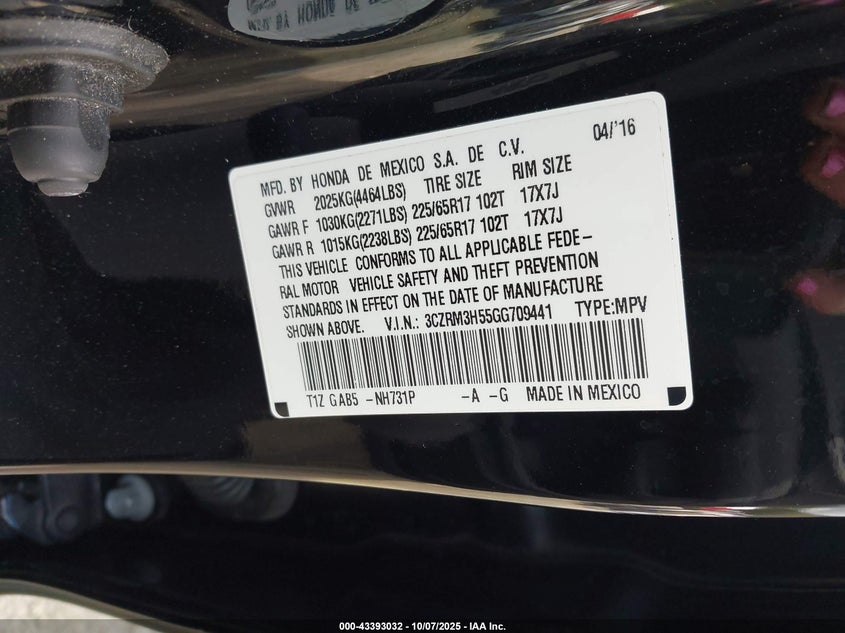 MFD. BY HONDA DE MEXICO S.A. DE C.V. 04/'16
GVWR 2025KG(4464LBS) TIRE SIZE RIM SIZE
GAWR F 1030KG(2271LBS) 225/65R17 102T 17X7J
GAWR R 1015KG(2238LBS) 225/65R17 102T 17X7J
THIS VEHICLE CONFORMS TO ALL APPLICABLE FEDE-
RAL MOTOR VEHICLE SAFETY AND THEFT PREVENTION
STANDARDS IN EFFECT ON THE DATE OF MANUFACTURE
SHOWN ABOVE. V.I.N.: 3CZRM3H55GG709441 TYPE:MPV
T1Z GAB5 -NH731P -A -G MADE IN MEXICO
000-43393032 - 10/07/2025 - IAA Inc.